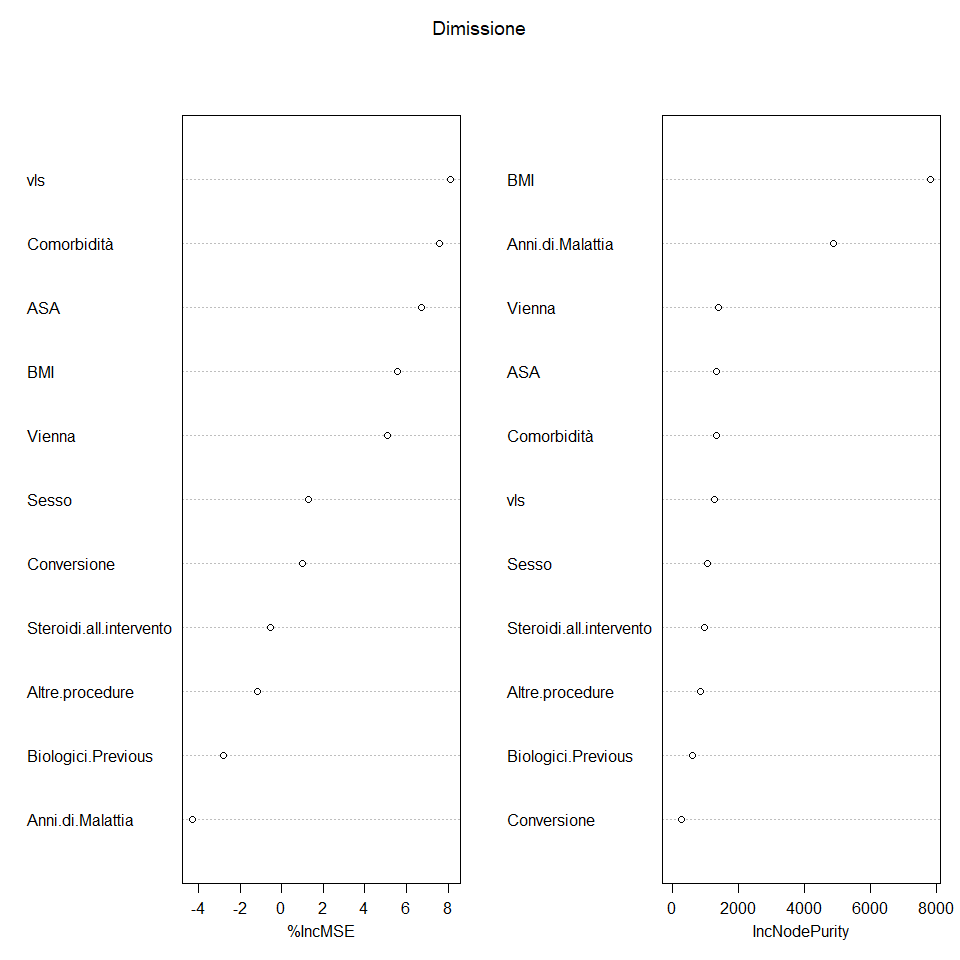 Dimissione
vls
Comorbidità
ASA
BMI
Vienna
Sesso
Conversione
Steroidi.all.intervento
Altre.procedure
Biologici.Previous
Anni.di.Malattia
-4 -2 0 2 4 6 8
%IncMSE
BMI
Anni.di.Malattia
Vienna
ASA
Comorbidità
vls
Sesso
Steroidi.all.intervento
Altre.procedure
Biologici.Previous
Conversione
0 2000 4000 6000 8000
IncNodePurity